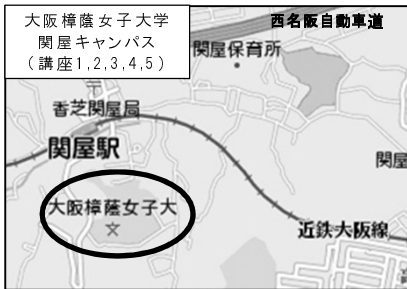 大阪樟蔭女子大学
関屋キャンパス
(講座1,2,3,4,5)
西名阪自動車道
関屋保育所
香芝関屋局
関屋駅
関屋
大阪樟蔭女子大
近鉄大阪線